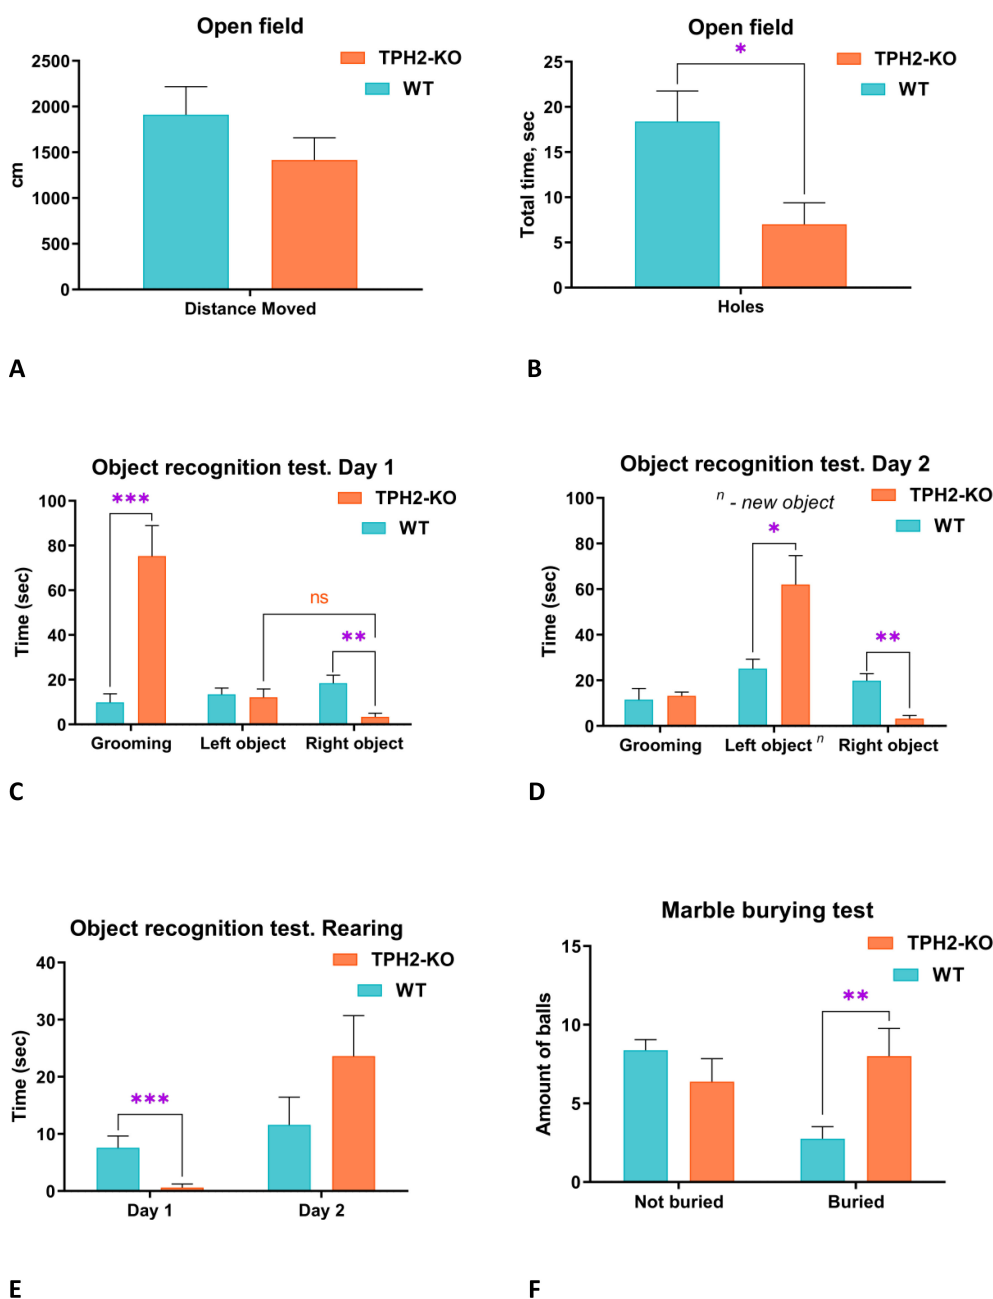 Open field
TPH2-KO
WT
2500
2000
1500
1000
500
0
cm
Distance Moved
A
Open field
*
TPH2-KO
WT
25
20
15
10
5
0
Total time, sec
Holes
B
Object recognition test. Day 1
TPH2-KO
WT
100
80
60
40
20
0
Time (sec)
***
ns
**
Grooming
Left object
Right object
C
Object recognition test. Day 2
TPH2-KO
WT
n - new object
100
80
60
40
20
0
Time (sec)
*
**
Grooming
Left object n
Right object
D
Object recognition test. Rearing
TPH2-KO
WT
40
30
20
10
0
Time (sec)
***
Day 1
Day 2
E
Marble burying test
TPH2-KO
WT
15
10
5
0
Amount of balls
**
Not buried
Buried
F